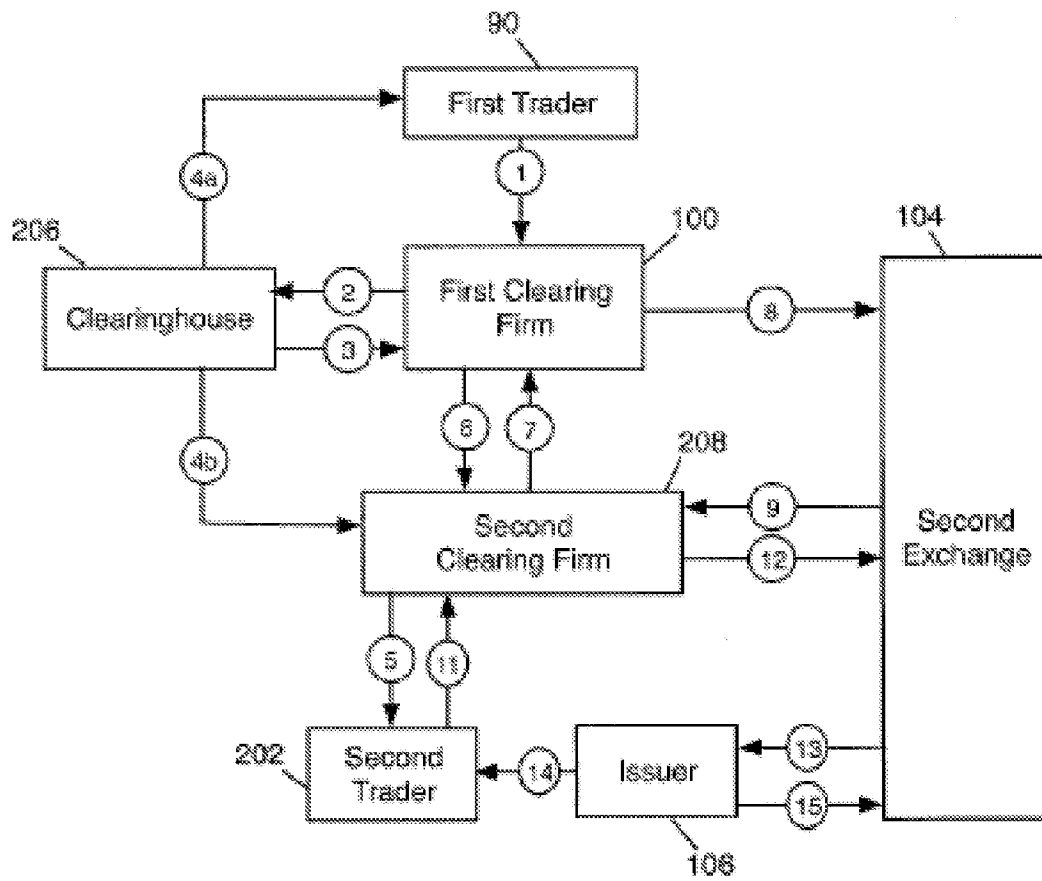 90
First Trader
4a
1
206
100
104
Clearinghouse
2
3
First Clearing
Firm
8
6
7
4b
208
Second
Clearing Firm
9
12
Second
Exchange
5
11
202
Second
Trader
14
Issuer
13
15
106